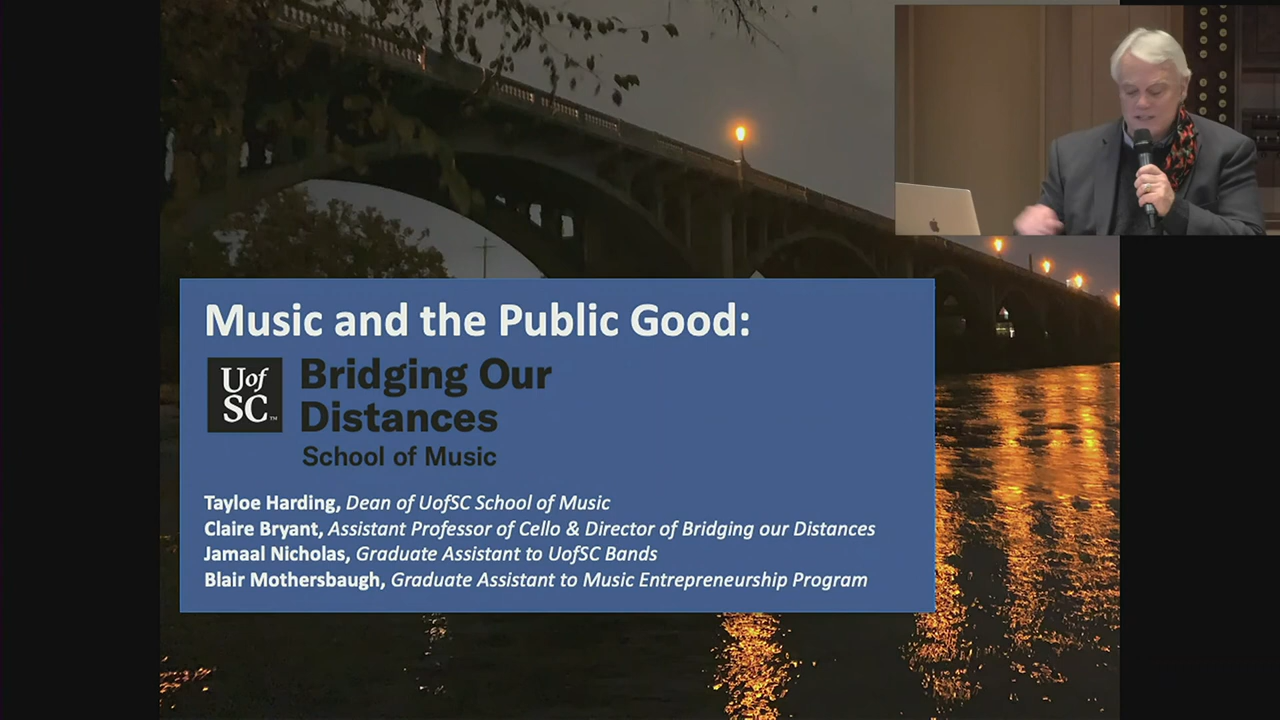 Music and the Public Good:
UofSC™
Bridging Our
Distances
School of Music
Tayloe Harding, Dean of UofSC School of Music
Claire Bryant, Assistant Professor of Cello & Director of Bridging our Distances
Jamaal Nicholas, Graduate Assistant to UofSC Bands
Blair Mothersbaugh, Graduate Assistant to Music Entrepreneurship Program